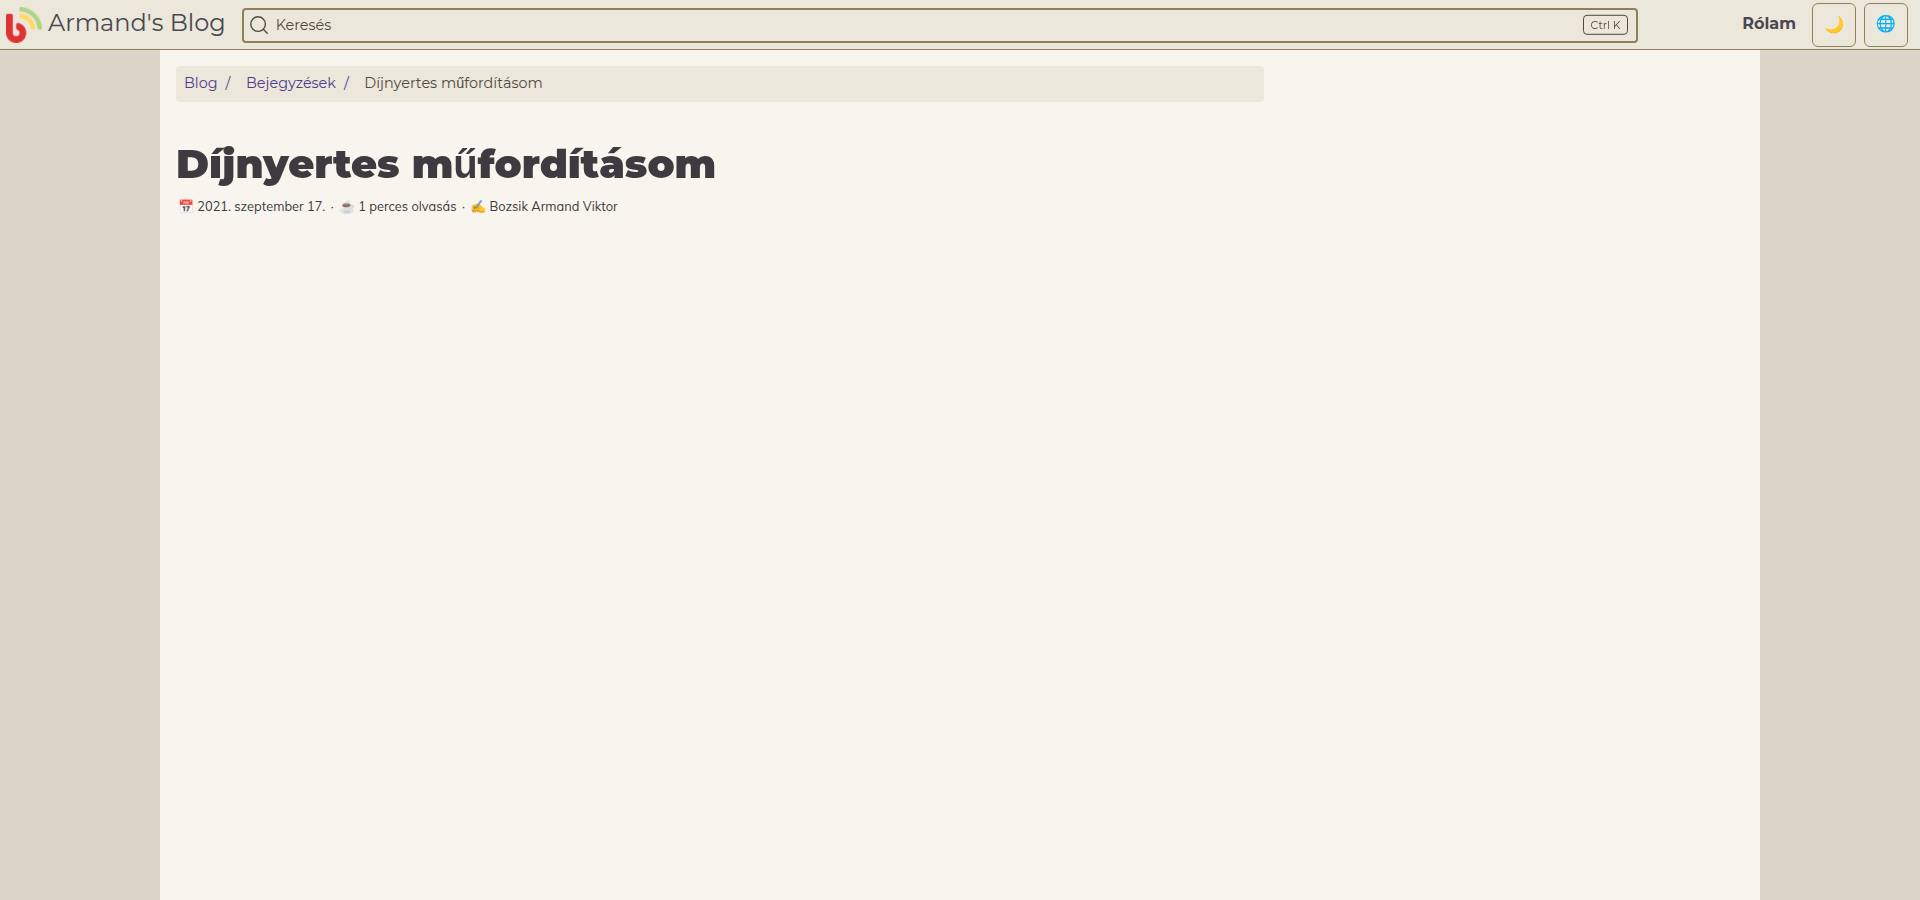 Armand's Blog
Keresés
Ctrl K
Rólam
Blog / Bejegyzések / Díjnyertes műfordításom
Díjnyertes műfordításom
📅 2021. szeptember 17. · ☕ 1 perces olvasás · ✍️ Bozsik Armand Viktor